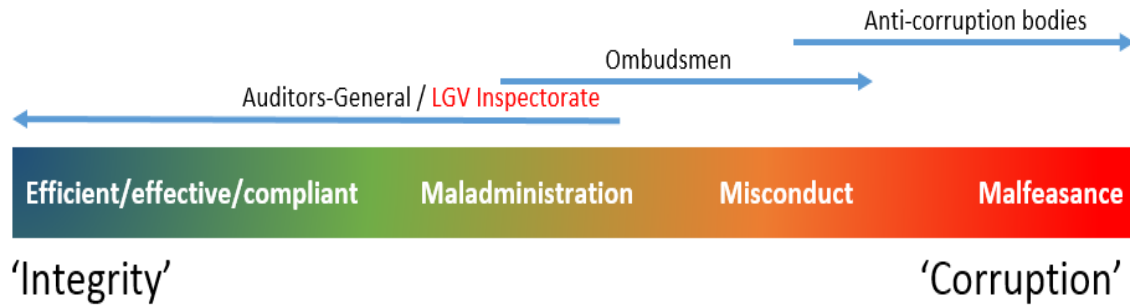 Anti-corruption bodies
Ombudsmen
Auditors-General / LGV Inspectorate
Efficient/effective/compliant Maladministration Misconduct Malfeasance
‘Integrity’ ‘Corruption’